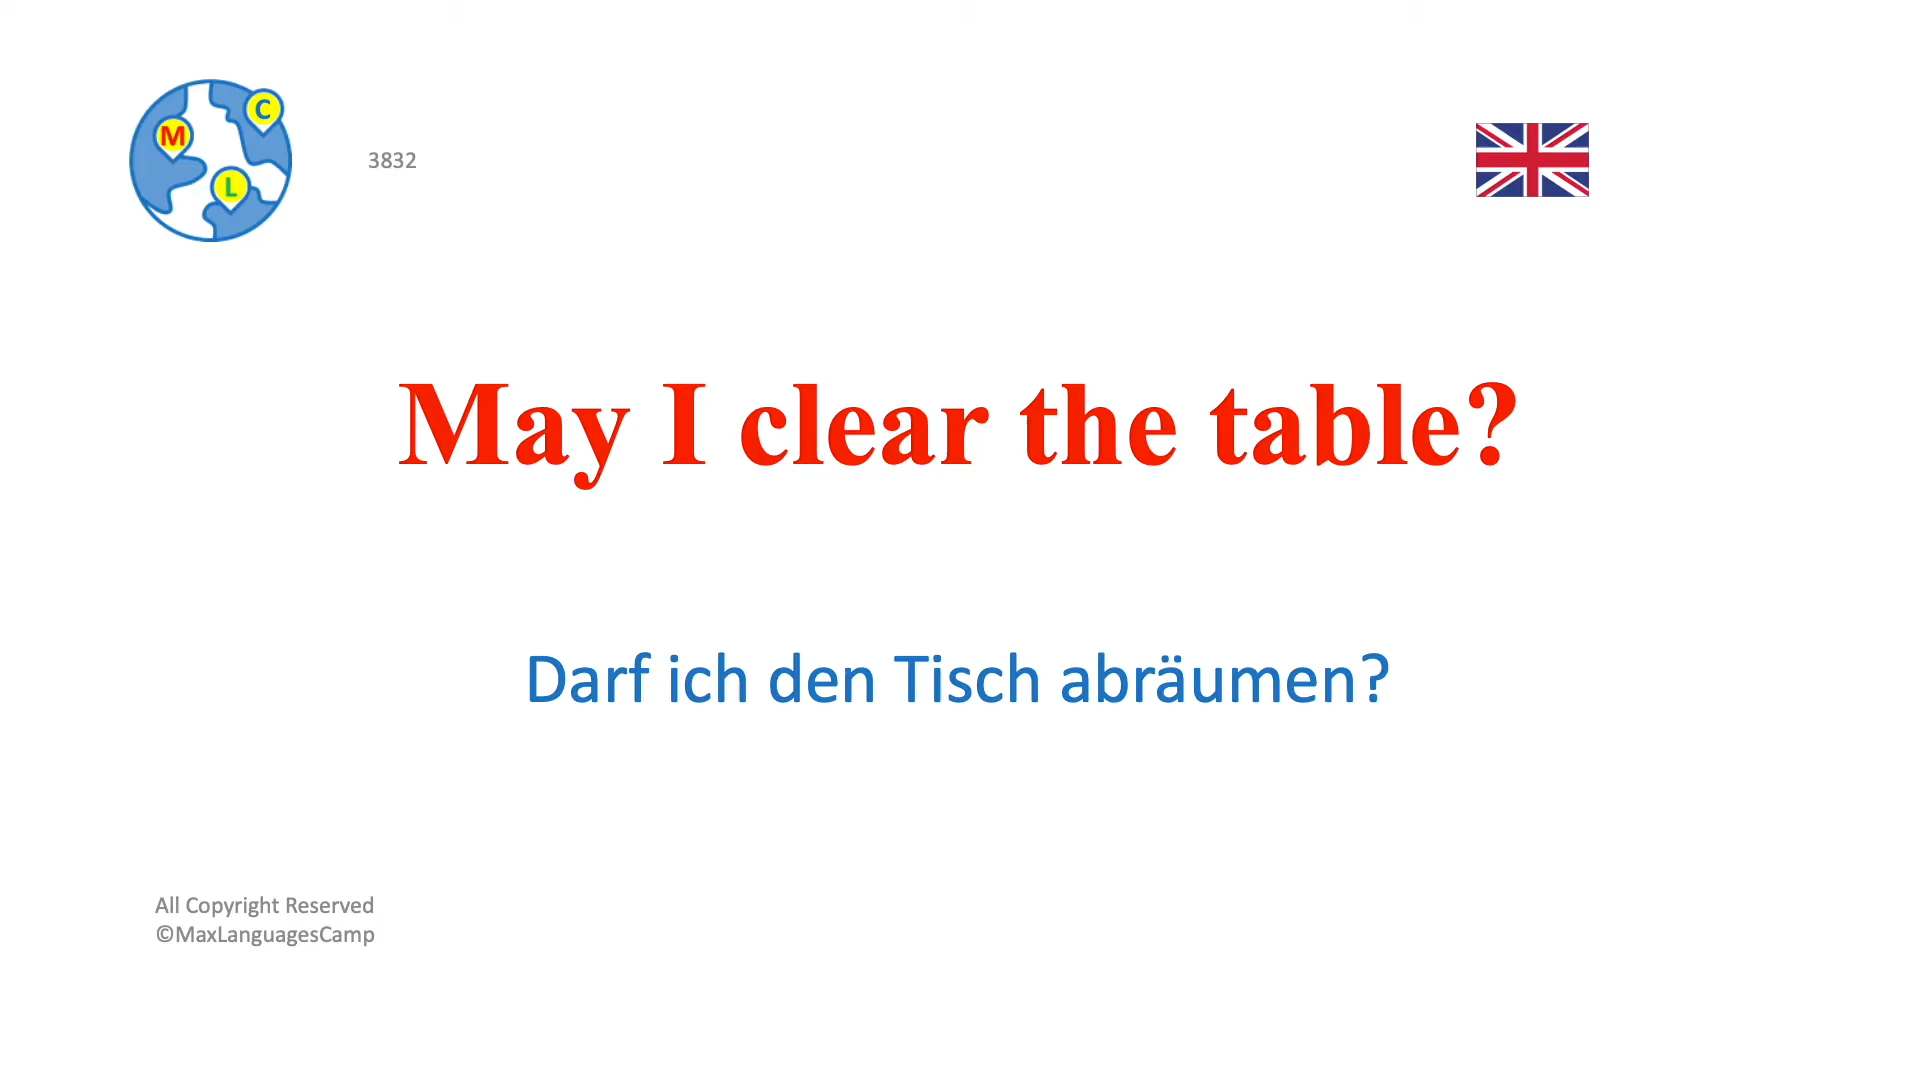 C
M
L
3832
May I clear the table?
Darf ich den Tisch abräumen?
All Copyright Reserved
©MaxLanguagesCamp